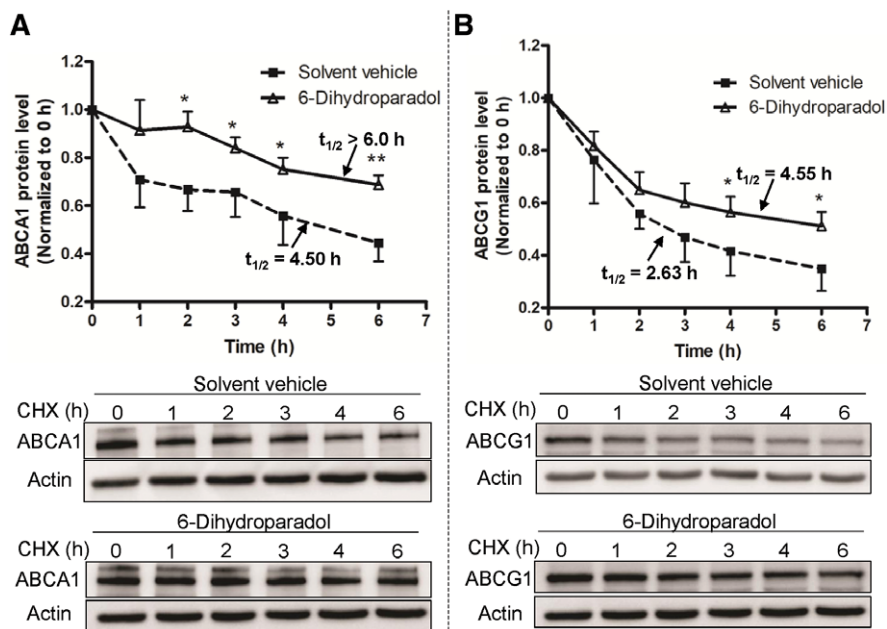 A
ABCA1 protein level
(Normalized to 0 h)
1.2
1.0
0.8
0.6
0.4
0.2
Solvent vehicle
6-Dihydroparadol
*
*
*
**
t1/2 > 6.0 h
t1/2 = 4.50 h
0 1 2 3 4 5 6 7
Time (h)
Solvent vehicle
CHX (h) 0 1 2 3 4 6
ABCA1
Actin
6-Dihydroparadol
CHX (h) 0 1 2 3 4 6
ABCA1
Actin
B
ABCG1 protein level
(Normalized to 0 h)
1.2
1.0
0.8
0.6
0.4
0.2
Solvent vehicle
6-Dihydroparadol
t1/2 = 4.55 h
*
*
t1/2 = 2.63 h
0 1 2 3 4 5 6 7
Time (h)
Solvent vehicle
CHX (h) 0 1 2 3 4 6
ABCG1
Actin
6-Dihydroparadol
CHX (h) 0 1 2 3 4 6
ABCG1
Actin